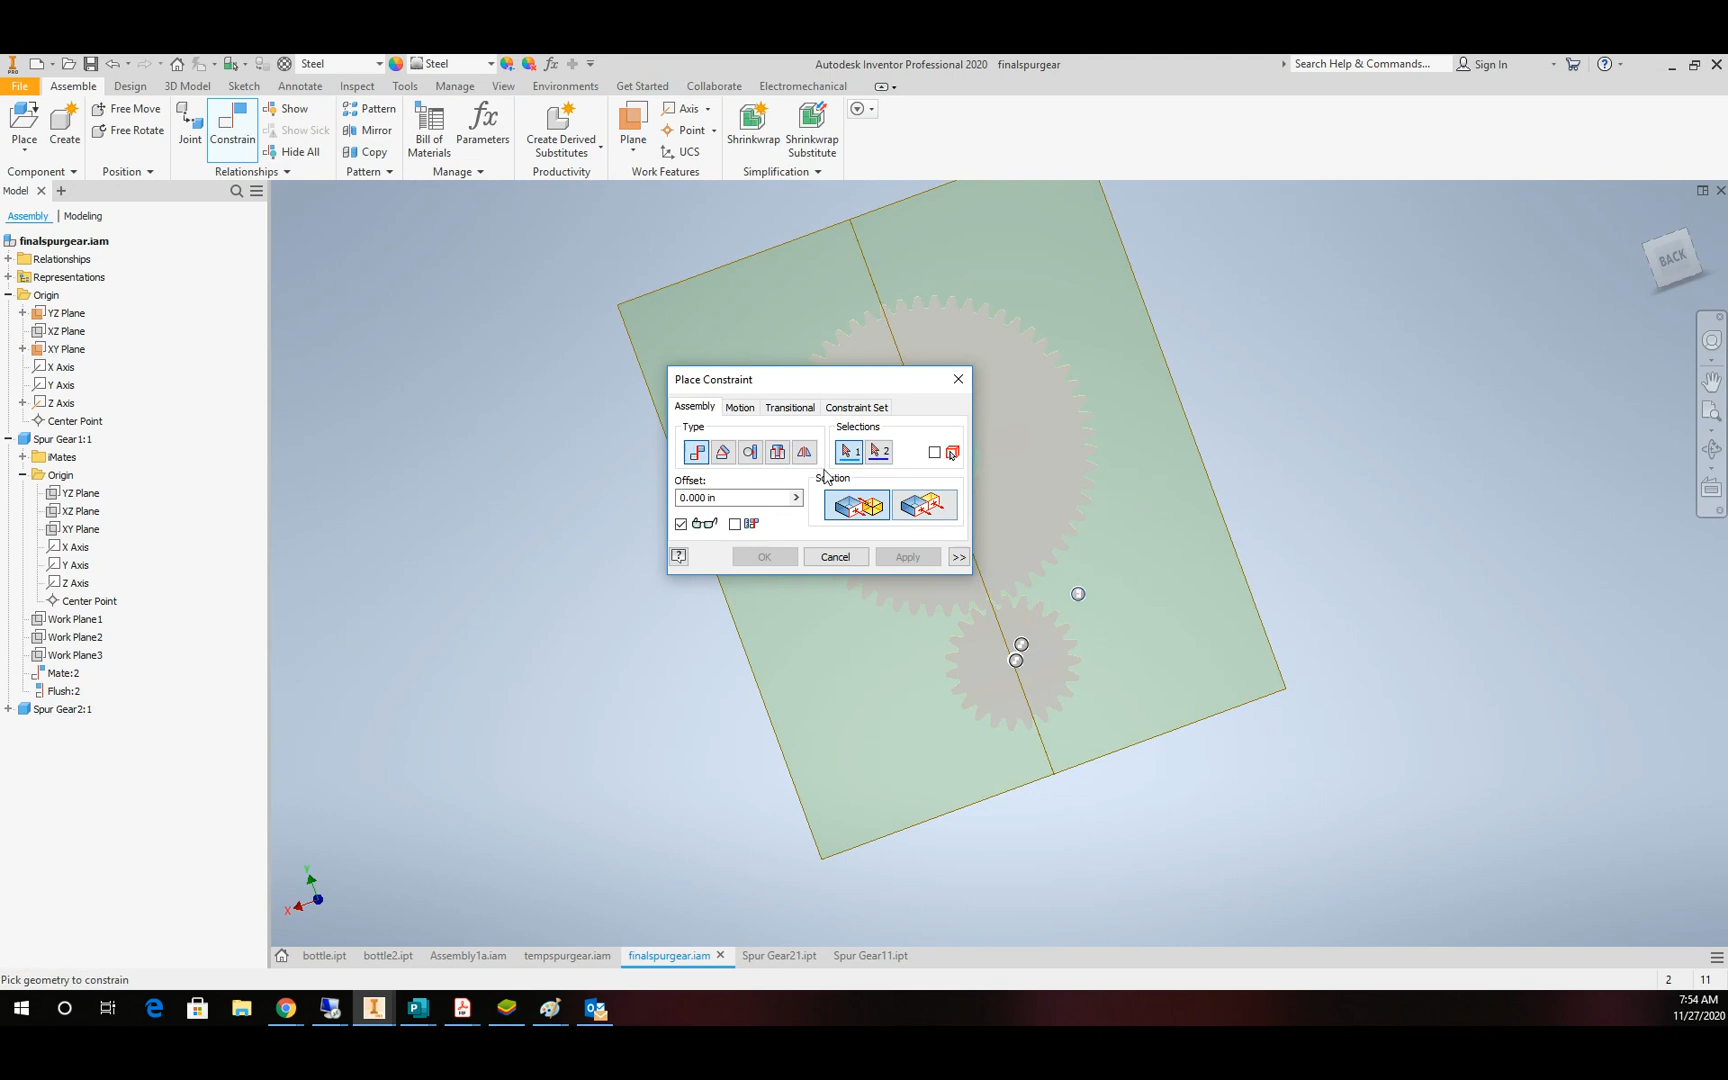 Steel
Steel
fx
Autodesk Inventor Professional 2020 finalspurgear
Search Help & Commands...
Sign In
File Assemble Design 3D Model Sketch Annotate Inspect Tools Manage View Environments Get Started Collaborate Electromechanical
Place
Create
Free Move
Free Rotate
Joint
Constrain
Show
Show Sick
Hide All
Pattern
Mirror
Copy
Bill of
Materials
fx
Parameters
Create Derived
Substitutes
Plane
Axis
Point
UCS
Shrinkwrap
Shrinkwrap
Substitute
Component Position Relationships Pattern Manage Productivity Work Features Simplification
Model
Assembly | Modeling
finalspurgear.iam
Relationships
Representations
Origin
YZ Plane
XZ Plane
XY Plane
X Axis
Y Axis
Z Axis
Center Point
Spur Gear1:1
iMates
Origin
YZ Plane
XZ Plane
XY Plane
X Axis
Y Axis
Z Axis
Center Point
Work Plane1
Work Plane2
Work Plane3
Mate:2
Flush:2
Spur Gear2:1
BACK
Place Constraint
Assembly Motion Transitional Constraint Set
Type
Selections
1
2
Offset:
0.000 in
OK
Cancel
Apply
>>
Y
X
bottle.ipt bottle2.ipt Assembly1a.iam tempspurgear.iam finalspurgear.iam Spur Gear21.ipt Spur Gear11.ipt
Pick geometry to constrain
2 11
7:54 AM
11/27/2020